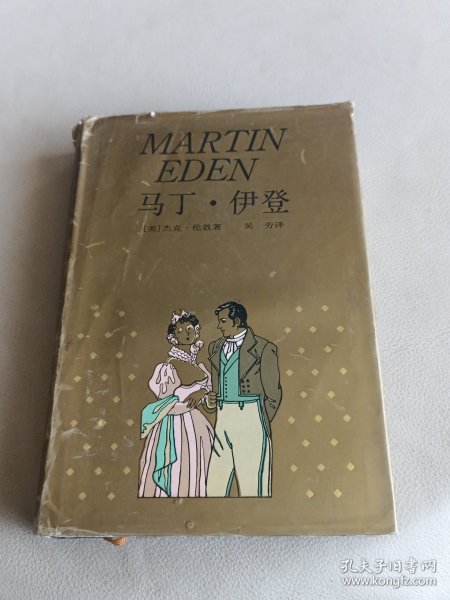 MARTIN
EDEN
马丁·伊登
[美]杰克·伦敦著 吴劳译
孔夫子旧书网
www.kongfz.com